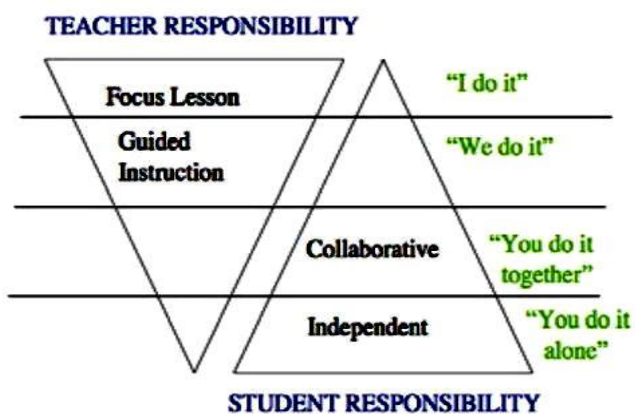 TEACHER RESPONSIBILITY
Focus Lesson
“I do it”
Guided
Instruction
“We do it”
Collaborative
“You do it
together”
Independent
“You do it
alone”
STUDENT RESPONSIBILITY